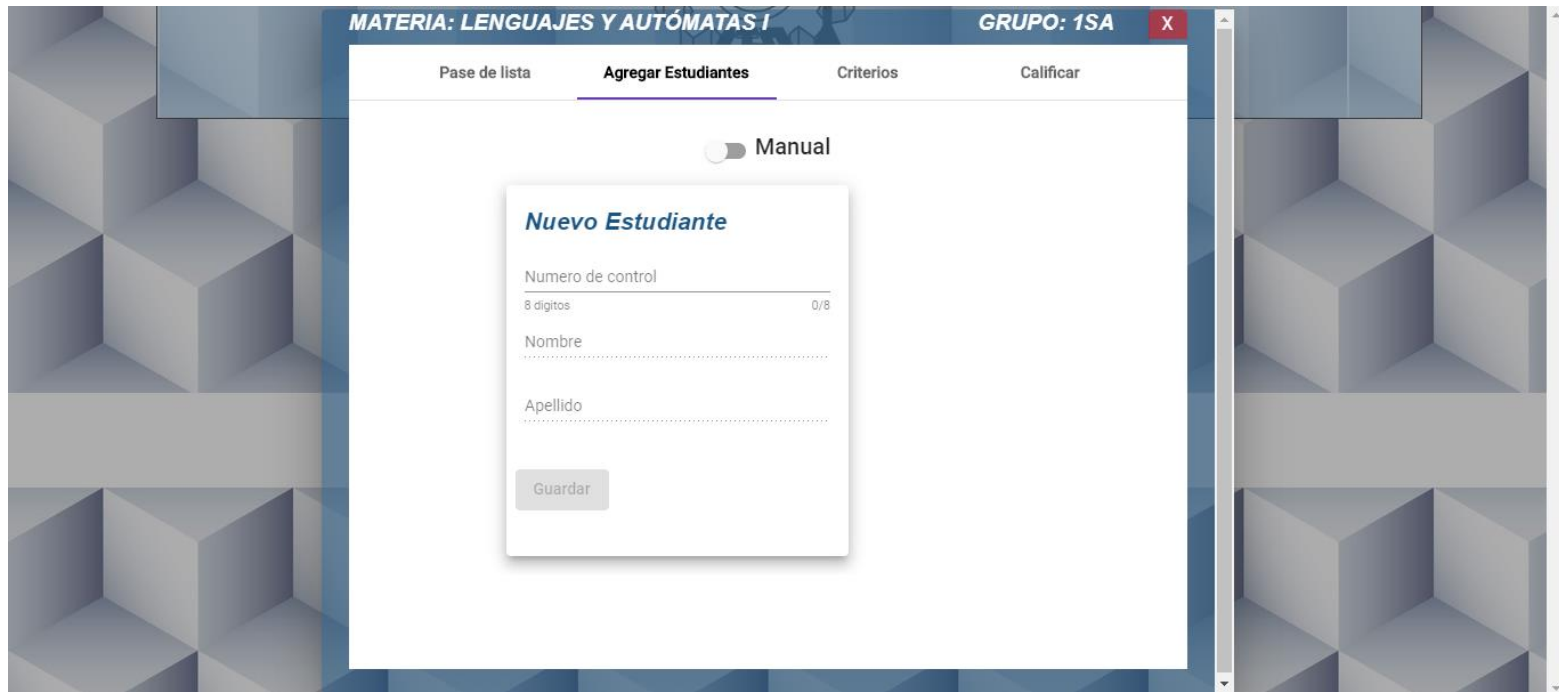 MATERIA: LENGUAJES Y AUTÓMATAS I GRUPO: 1SA X
Pase de lista Agregar Estudiantes Criterios Calificar
Manual
Nuevo Estudiante
Numero de control
8 digitos 0/8
Nombre
Apellido
Guardar